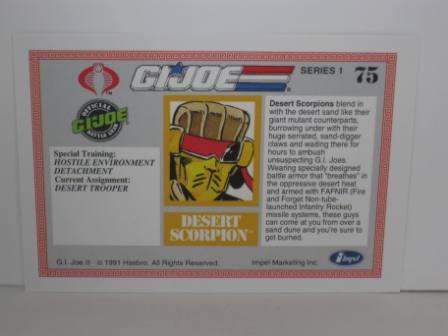 GI JOE
SERIES 1
75
OFFICIAL
GI JOE
Special Training:
HOSTILE ENVIRONMENT
DETACHMENT
Current Assignment:
DESERT TROOPER
DESERT
SCORPION™
Desert Scorpions blend in
with the desert sand like their
giant mutant counterparts,
burrowing under with their
huge serrated, sand-digger
claws and waiting there for
hours to ambush
unsuspecting G.I. Joes.
Wearing specially designed
battle armor that "breathes" in
the oppressive desert heat
and armed with FAFNIR (Fire
and Forget Non-tube-
launched Infantry Rocket)
missile systems, these guys
can come at you from over a
sand dune and you're sure to
get burned.
G.I. Joe ® © 1991 Hasbro. All Rights Reserved.
Impel Marketing Inc.
impel